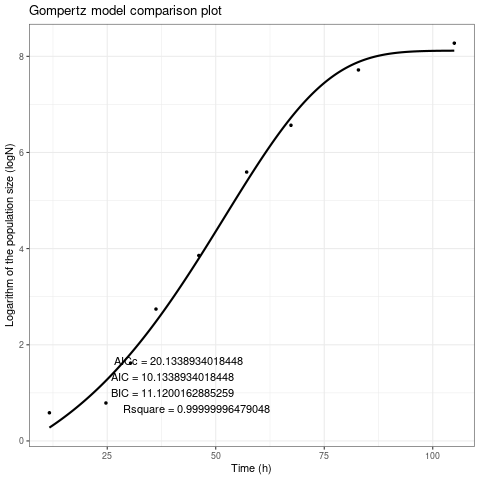 Gompertz model comparison plot
Logarithm of the population size (logN)
8
6
4
2
0
AICc = 20.1338934018448
AIC = 10.1338934018448
BIC = 11.1200162885259
Rsquare = 0.99999996479048
25
50
75
100
Time (h)